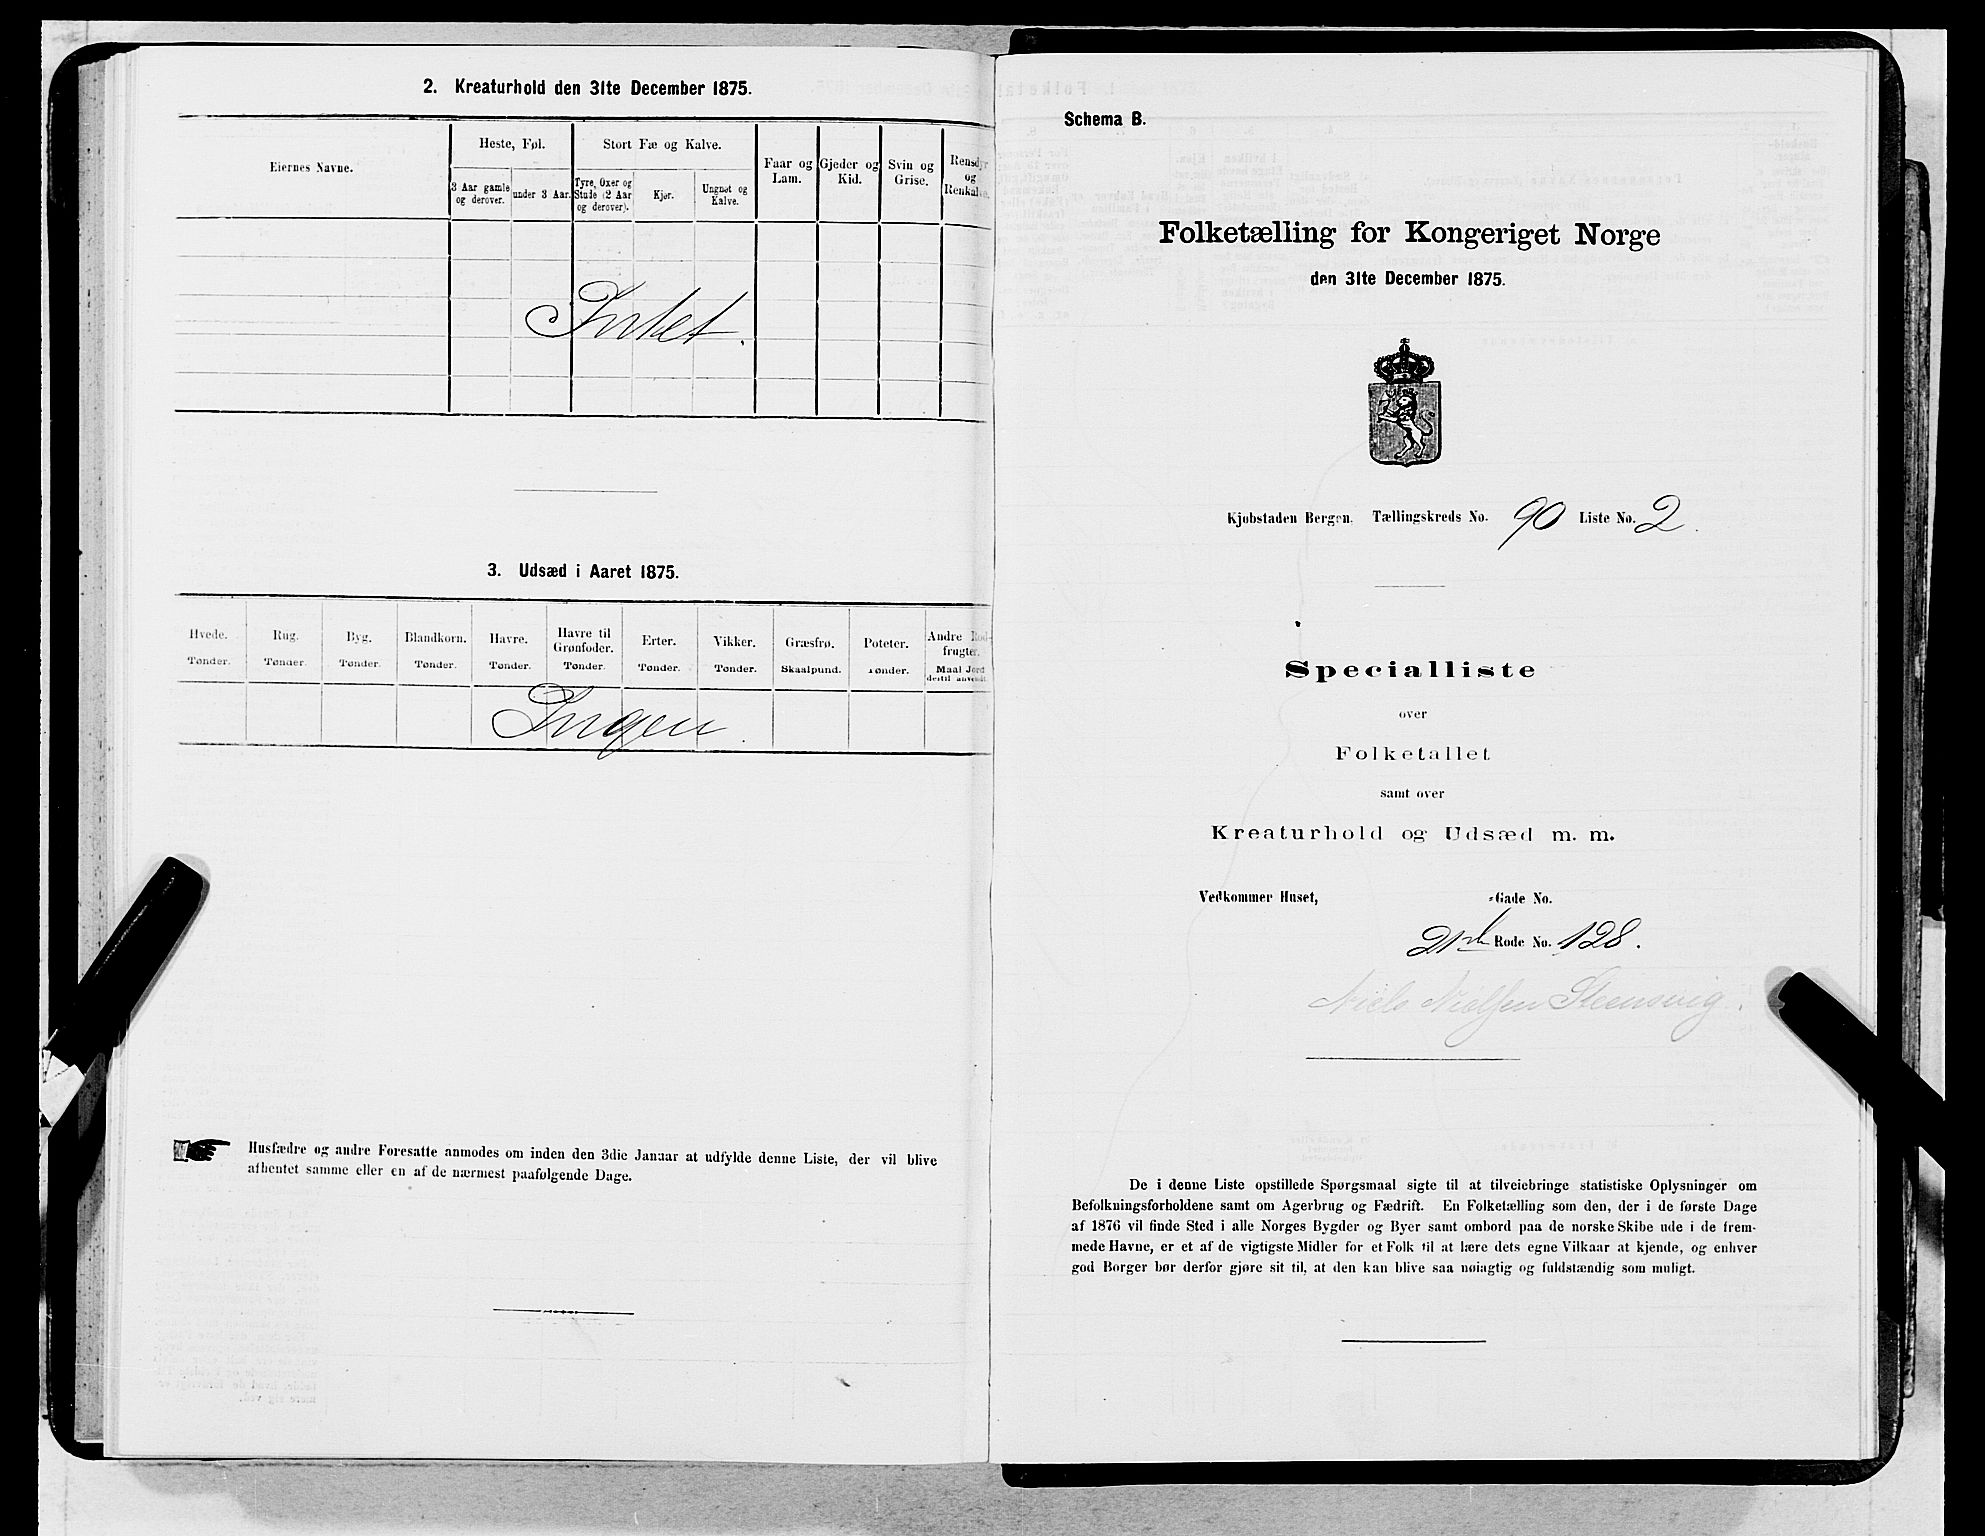 2. Kreaturhold den 31te December 1875.
Eiernes Navne.
Heste, Føl.
Stort Fæ og Kalve.
Faar og Lam.
Gjeder og Kid.
Svin og Grise.
Rensdyr og Renkalve.
3 Aar gamle og derover.
under 3 Aar.
Tyre, Oxer og Stude (2 Aar og derover).
Kjør.
Ungnøt og Kalve.
Intet.
3. Udsæd i Aaret 1875.
Hvede. Rug. Byg. Blandkorn. Havre. Havre til Grønfoder. Erter. Vikker. Græsfrø. Poteter. Andre Rodfrugter.
Tønder. Tønder. Tønder. Tønder. Tønder. Tønder. Tønder. Tønder. Skaalpund. Tønder. Maal Jord dertil anvendt.
Ingen.
Husfædre og andre Foresatte anmodes om inden den 3die Januar at udfylde denne Liste, der vil blive
afhentet samme eller en af de nærmest paafølgende Dage.
Schema B.
Folketælling for Kongeriget Norge
den 31te December 1875.
Kjøbstaden Bergen. Tællingskreds No. 90 Liste No. 2.
Specialliste
over
Folketallet
samt over
Kreaturhold og Udsæd m. m.
Vedkommer Huset, -Gade No.
21de Rode No. 128.
Niels Nielsen Steensvig.
De i denne Liste opstillede Spørgsmaal sigte til at tilveiebringe statistiske Oplysninger om
Befolkningsforholdene samt om Agerbrug og Fædrift. En Folketælling som den, der i de første Dage
af 1876 vil finde Sted i alle Norges Bygder og Byer samt ombord paa de norske Skibe ude i de frem-
mede Havne, er et af de vigtigste Midler for et Folk til at lære dets egne Vilkaar at kjende, og enhver
god Borger bør derfor gjøre sit til, at den kan blive saa nøiagtig og fuldstændig som muligt.